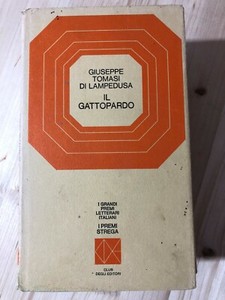 GIUSEPPE
TOMASI
DI LAMPEDUSA
IL
GATTOPARDO
I GRANDI
PREMI
LETTERARI
ITALIANI
I PREMI
STREGA
CLUB
DEGLI EDITORI